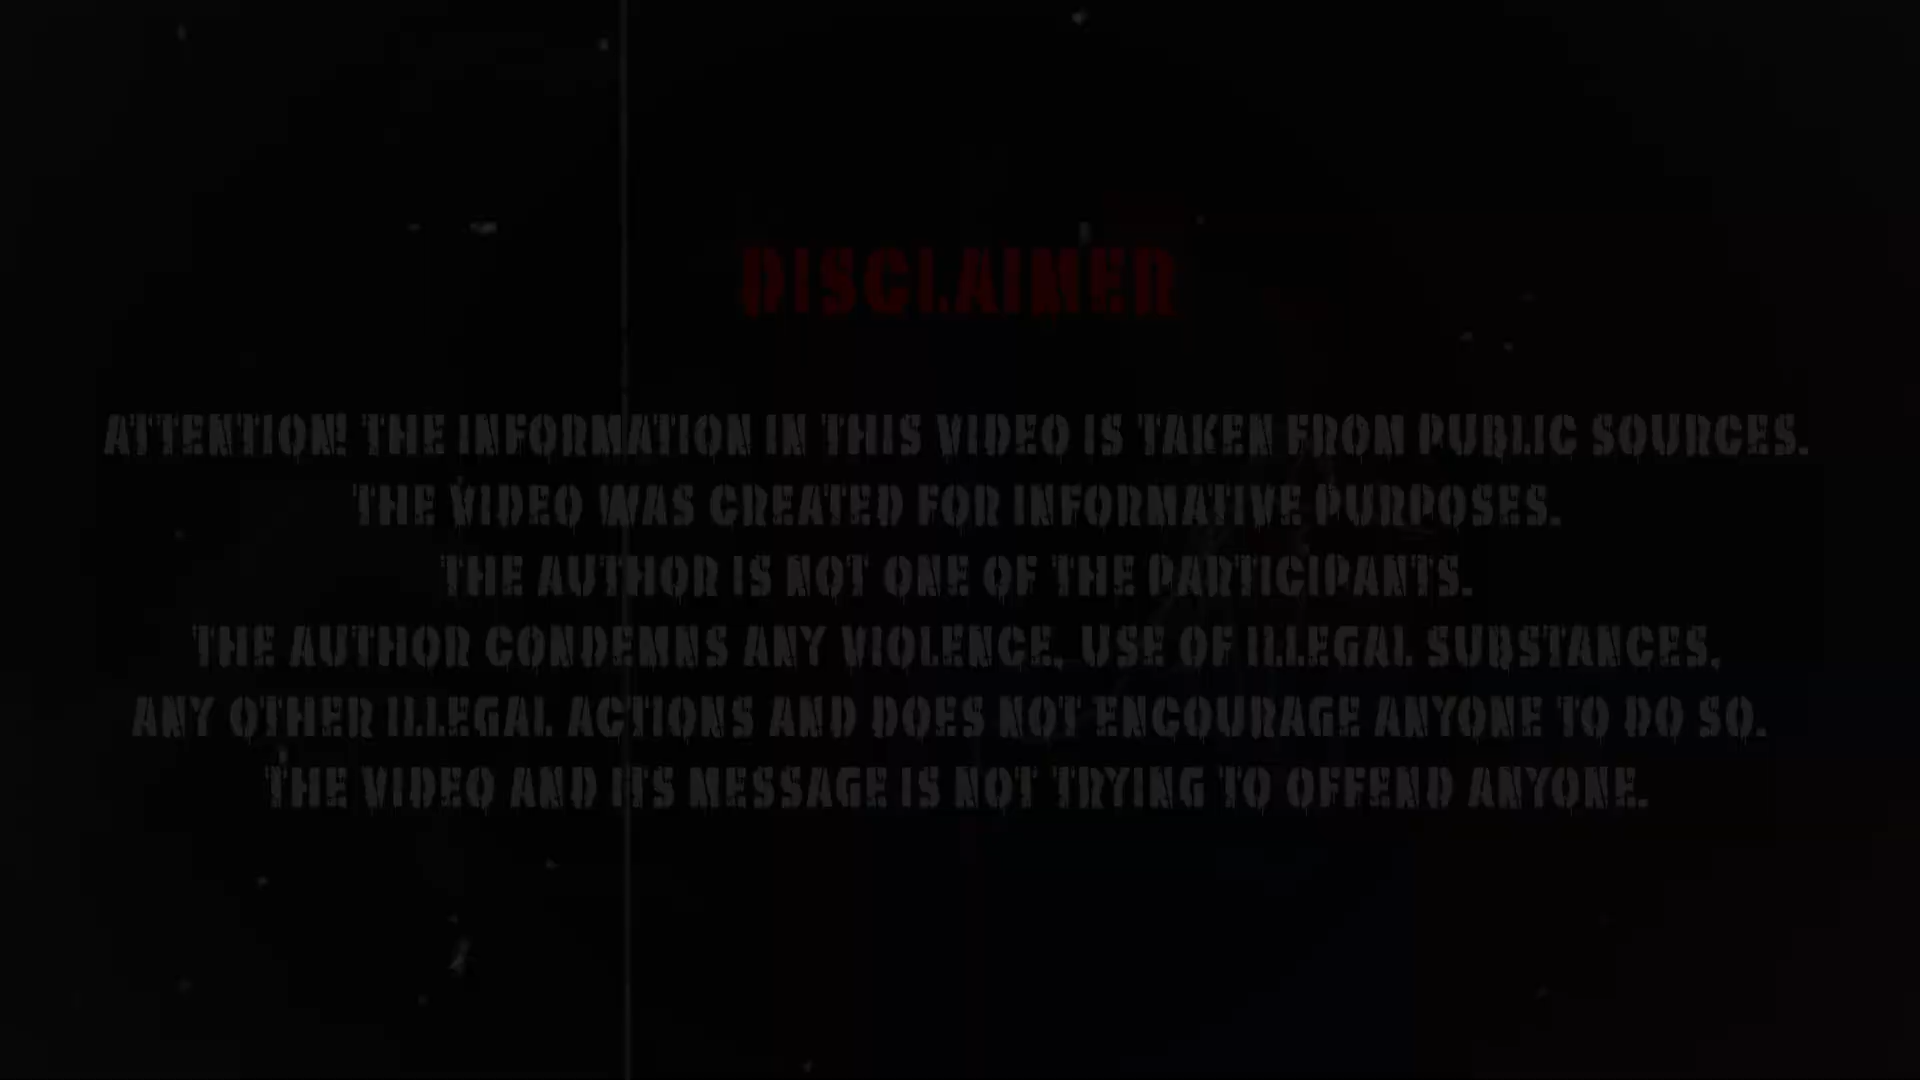 DISCLAIMER
ATTENTION! THE INFORMATION IN THIS VIDEO IS TAKEN FROM PUBLIC SOURCES.
THE VIDEO WAS CREATED FOR INFORMATIVE PURPOSES.
THE AUTHOR IS NOT ONE OF THE PARTICIPANTS.
THE AUTHOR CONDEMNS ANY VIOLENCE, USE OF ILLEGAL SUBSTANCES,
ANY OTHER ILLEGAL ACTIONS AND DOES NOT ENCOURAGE ANYONE TO DO SO.
THE VIDEO AND ITS MESSAGE IS NOT TRYING TO OFFEND ANYONE.